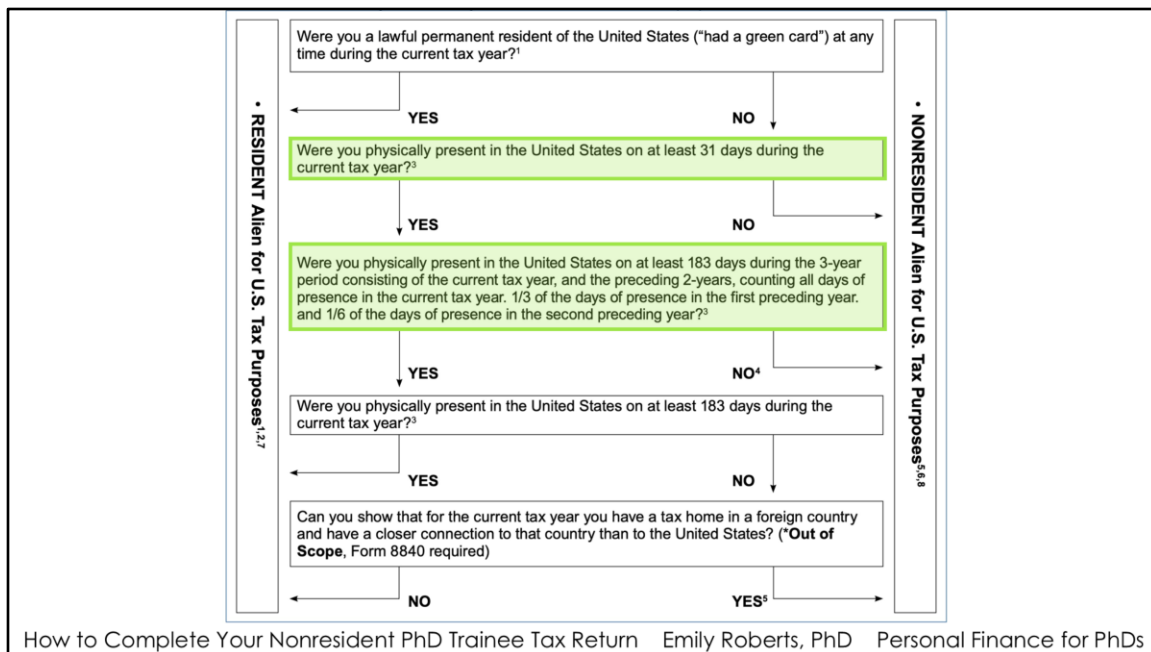 Were you a lawful permanent resident of the United States (“had a green card”) at any
time during the current tax year?¹
YES
NO
Were you physically present in the United States on at least 31 days during the
current tax year?³
YES
NO
Were you physically present in the United States on at least 183 days during the 3-year
period consisting of the current tax year, and the preceding 2-years, counting all days of
presence in the current tax year. 1/3 of the days of presence in the first preceding year.
and 1/6 of the days of presence in the second preceding year?³
YES
NO⁴
Were you physically present in the United States on at least 183 days during the
current tax year?³
YES
NO
Can you show that for the current tax year you have a tax home in a foreign country
and have a closer connection to that country than to the United States? (*Out of
Scope, Form 8840 required)
NO
YES⁵
• RESIDENT Alien for U.S. Tax Purposes¹,²,⁷
• NONRESIDENT Alien for U.S. Tax Purposes⁵,⁶,⁸
How to Complete Your Nonresident PhD Trainee Tax Return Emily Roberts, PhD Personal Finance for PhDs